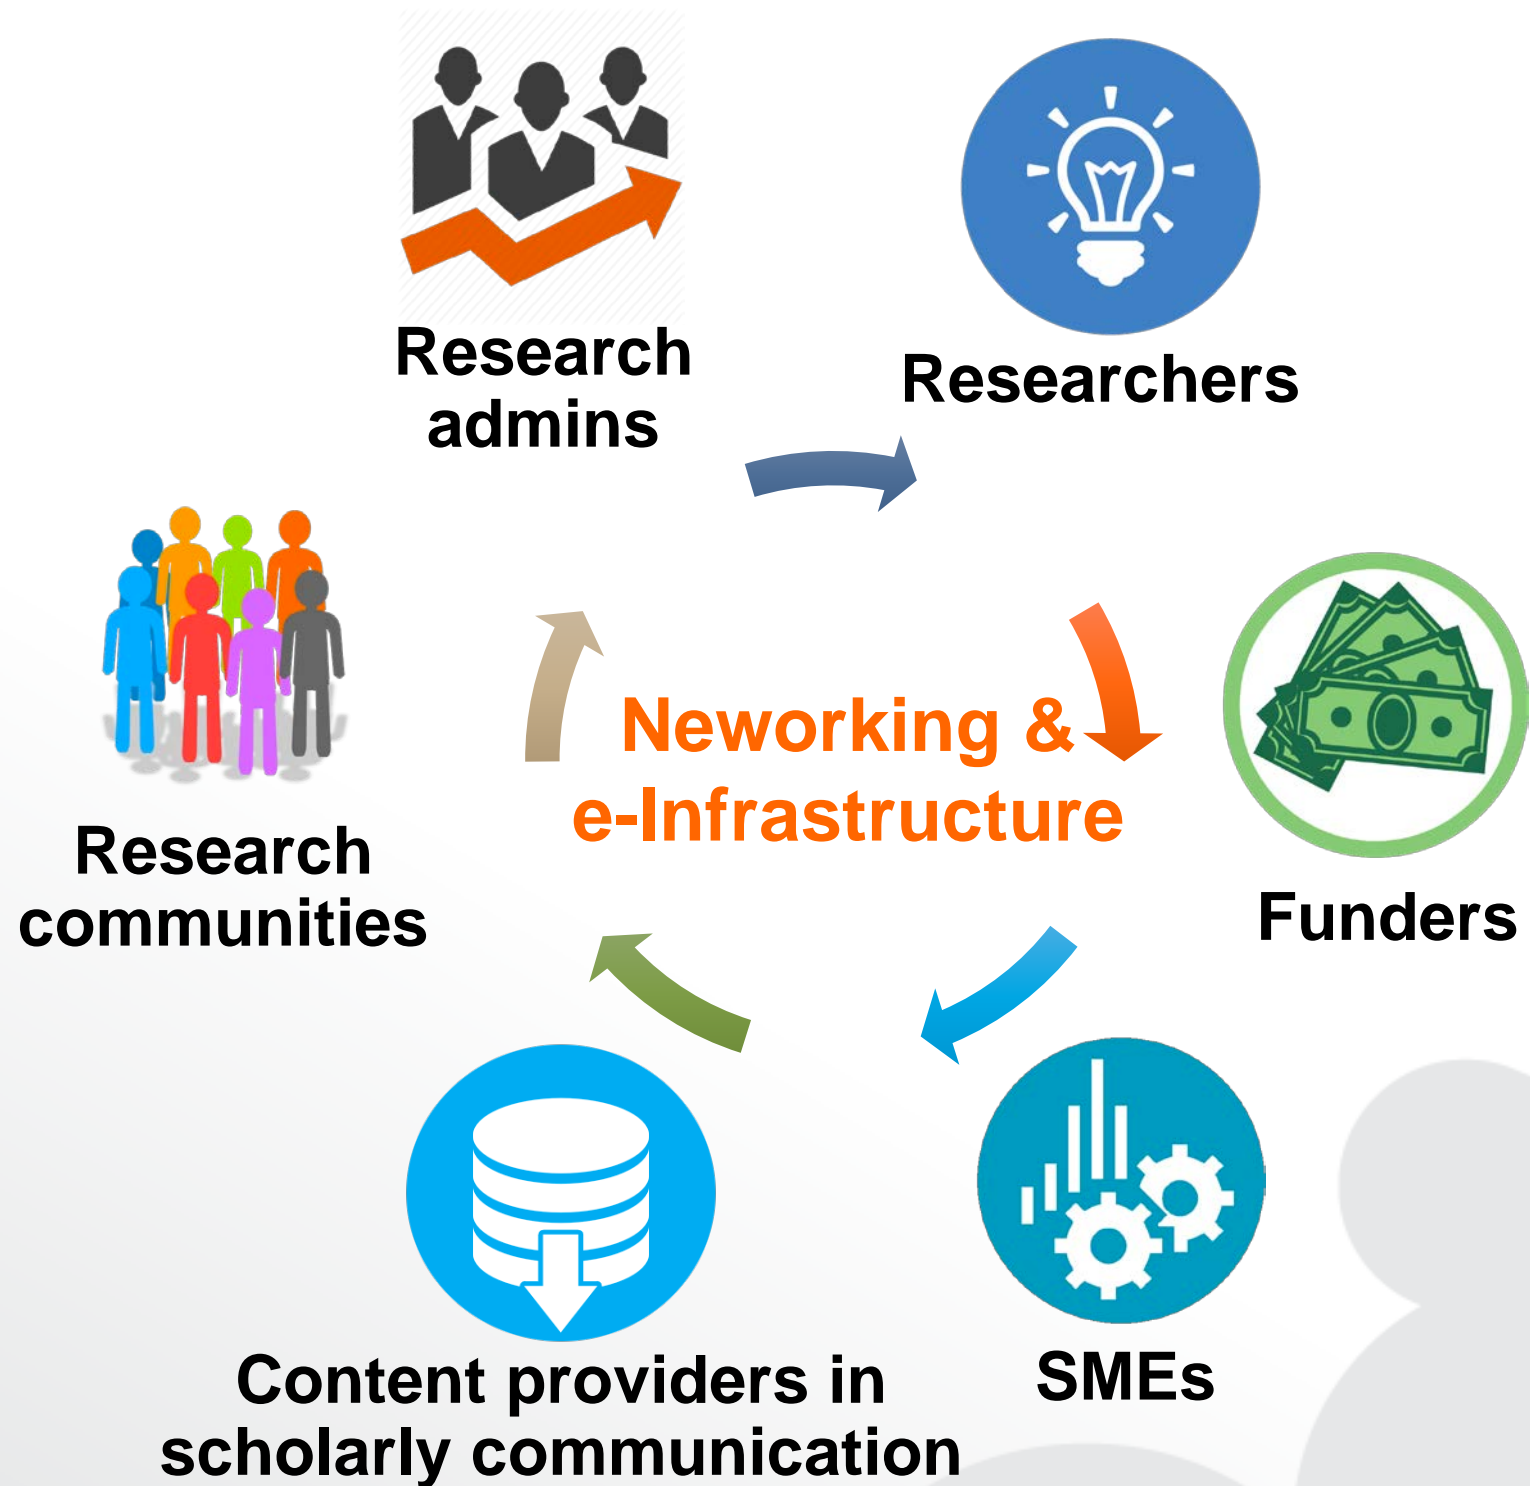 Research
admins
Researchers
Neworking &
e-Infrastructure
Research
communities
Funders
Content providers in
scholarly communication
SMEs